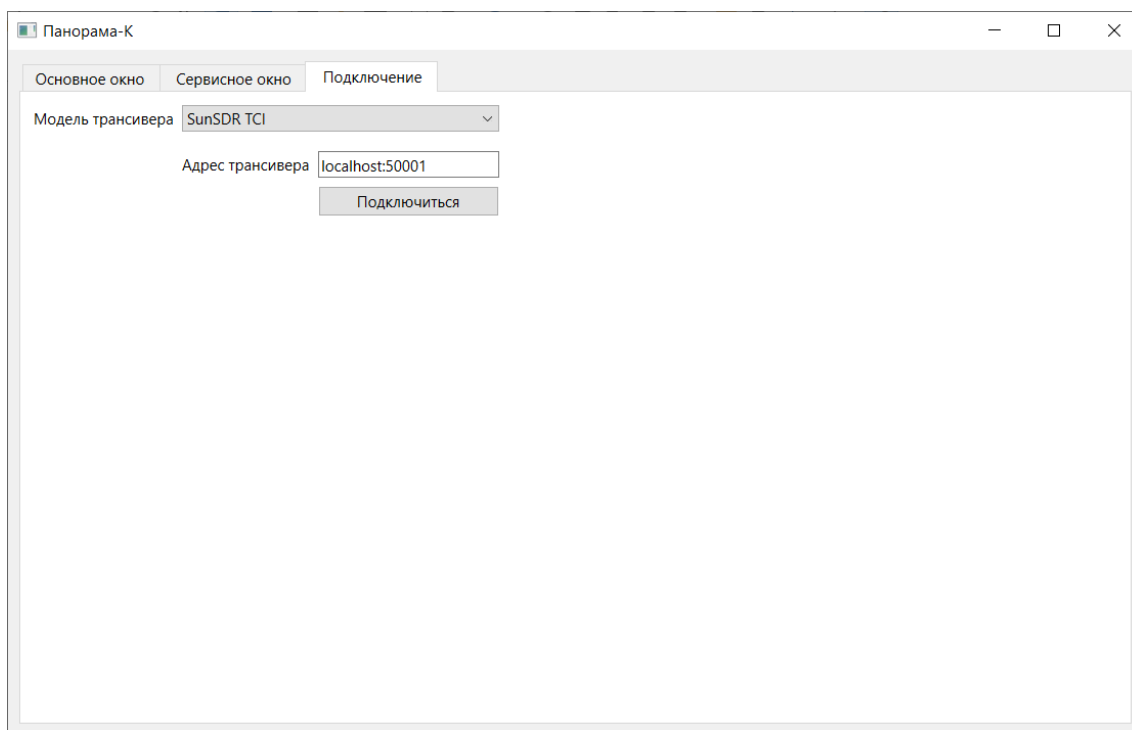 Панорама-К
Основное окно Сервисное окно Подключение
Модель трансивера SunSDR TCI
Адрес трансивера localhost:50001
Подключиться